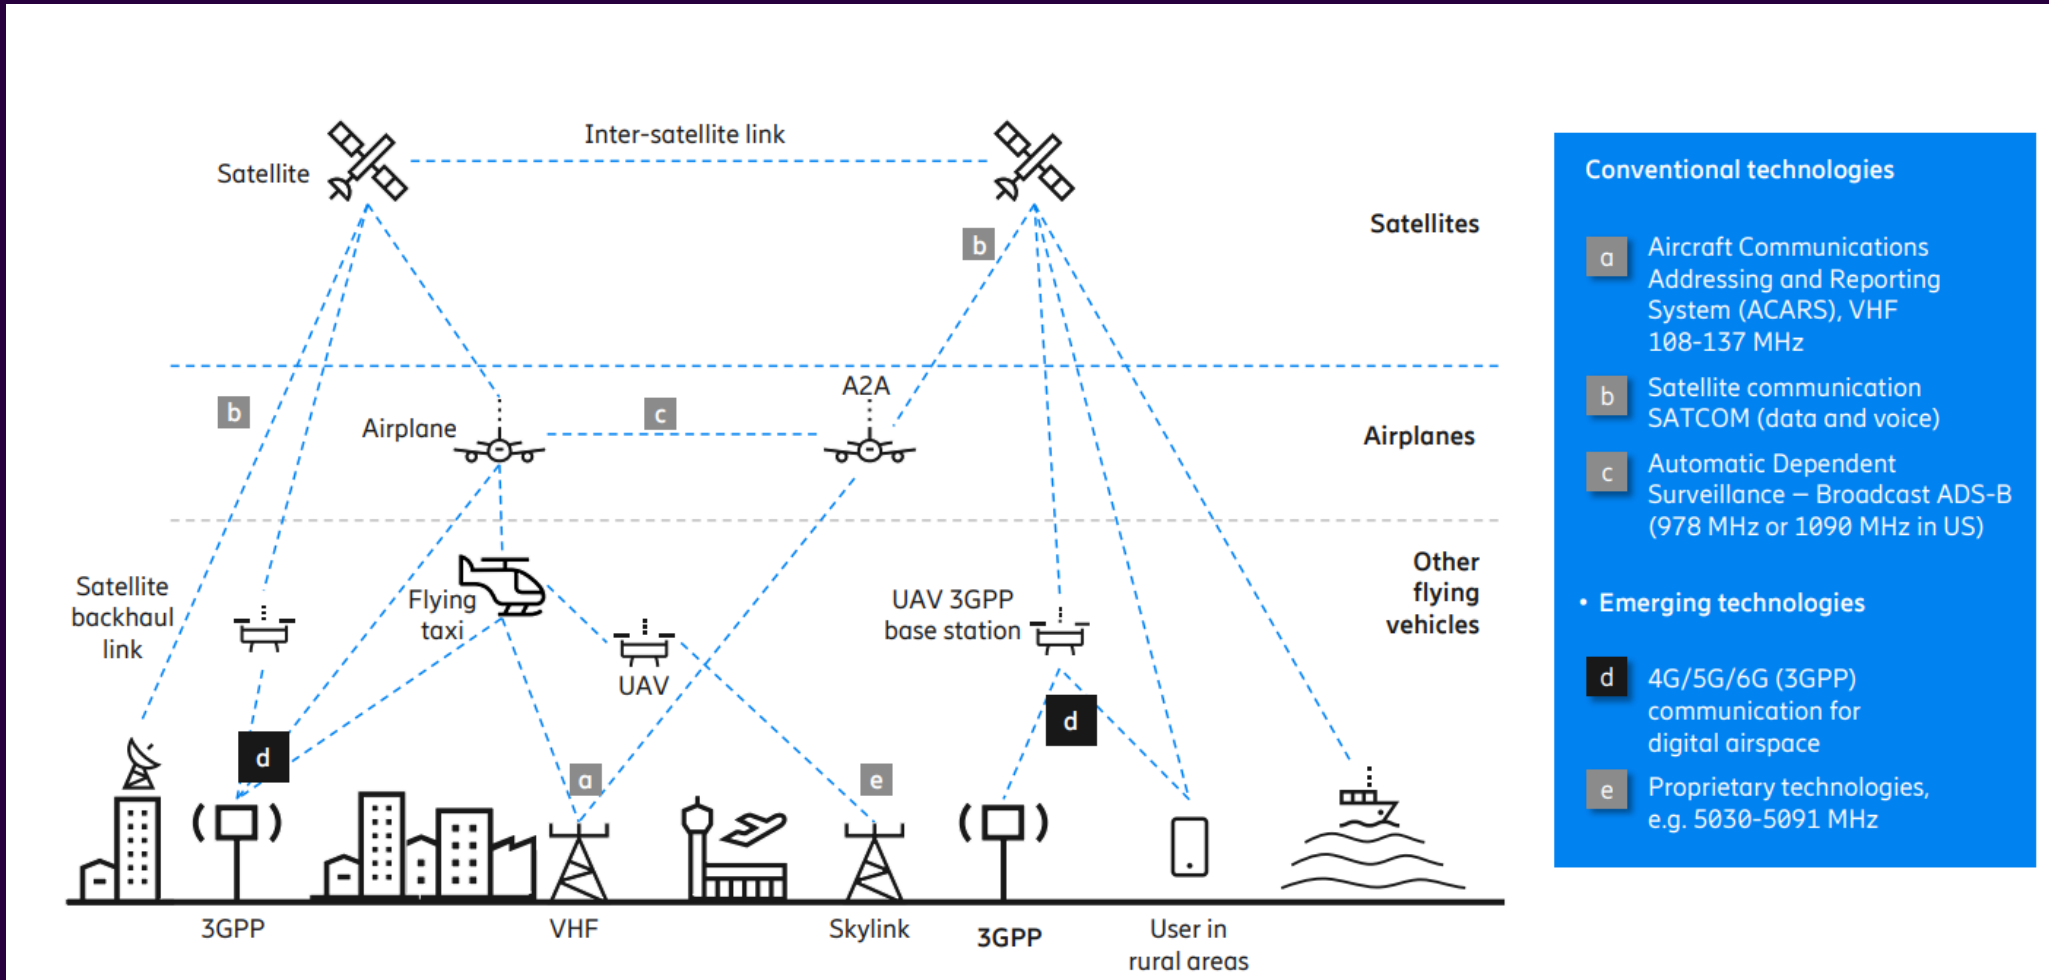 Inter-satellite link
Satellite
Satellites
b
A2A
b
c
Airplane
Airplanes
Satellite
backhaul
link
Flying
taxi
UAV
UAV 3GPP
base station
Other
flying
vehicles
d
d
a
e
3GPP
VHF
Skylink
3GPP
User in
rural areas
Conventional technologies
a
Aircraft Communications
Addressing and Reporting
System (ACARS), VHF
108-137 MHz
b
Satellite communication
SATCOM (data and voice)
c
Automatic Dependent
Surveillance – Broadcast ADS-B
(978 MHz or 1090 MHz in US)
• Emerging technologies
d
4G/5G/6G (3GPP)
communication for
digital airspace
e
Proprietary technologies,
e.g. 5030-5091 MHz